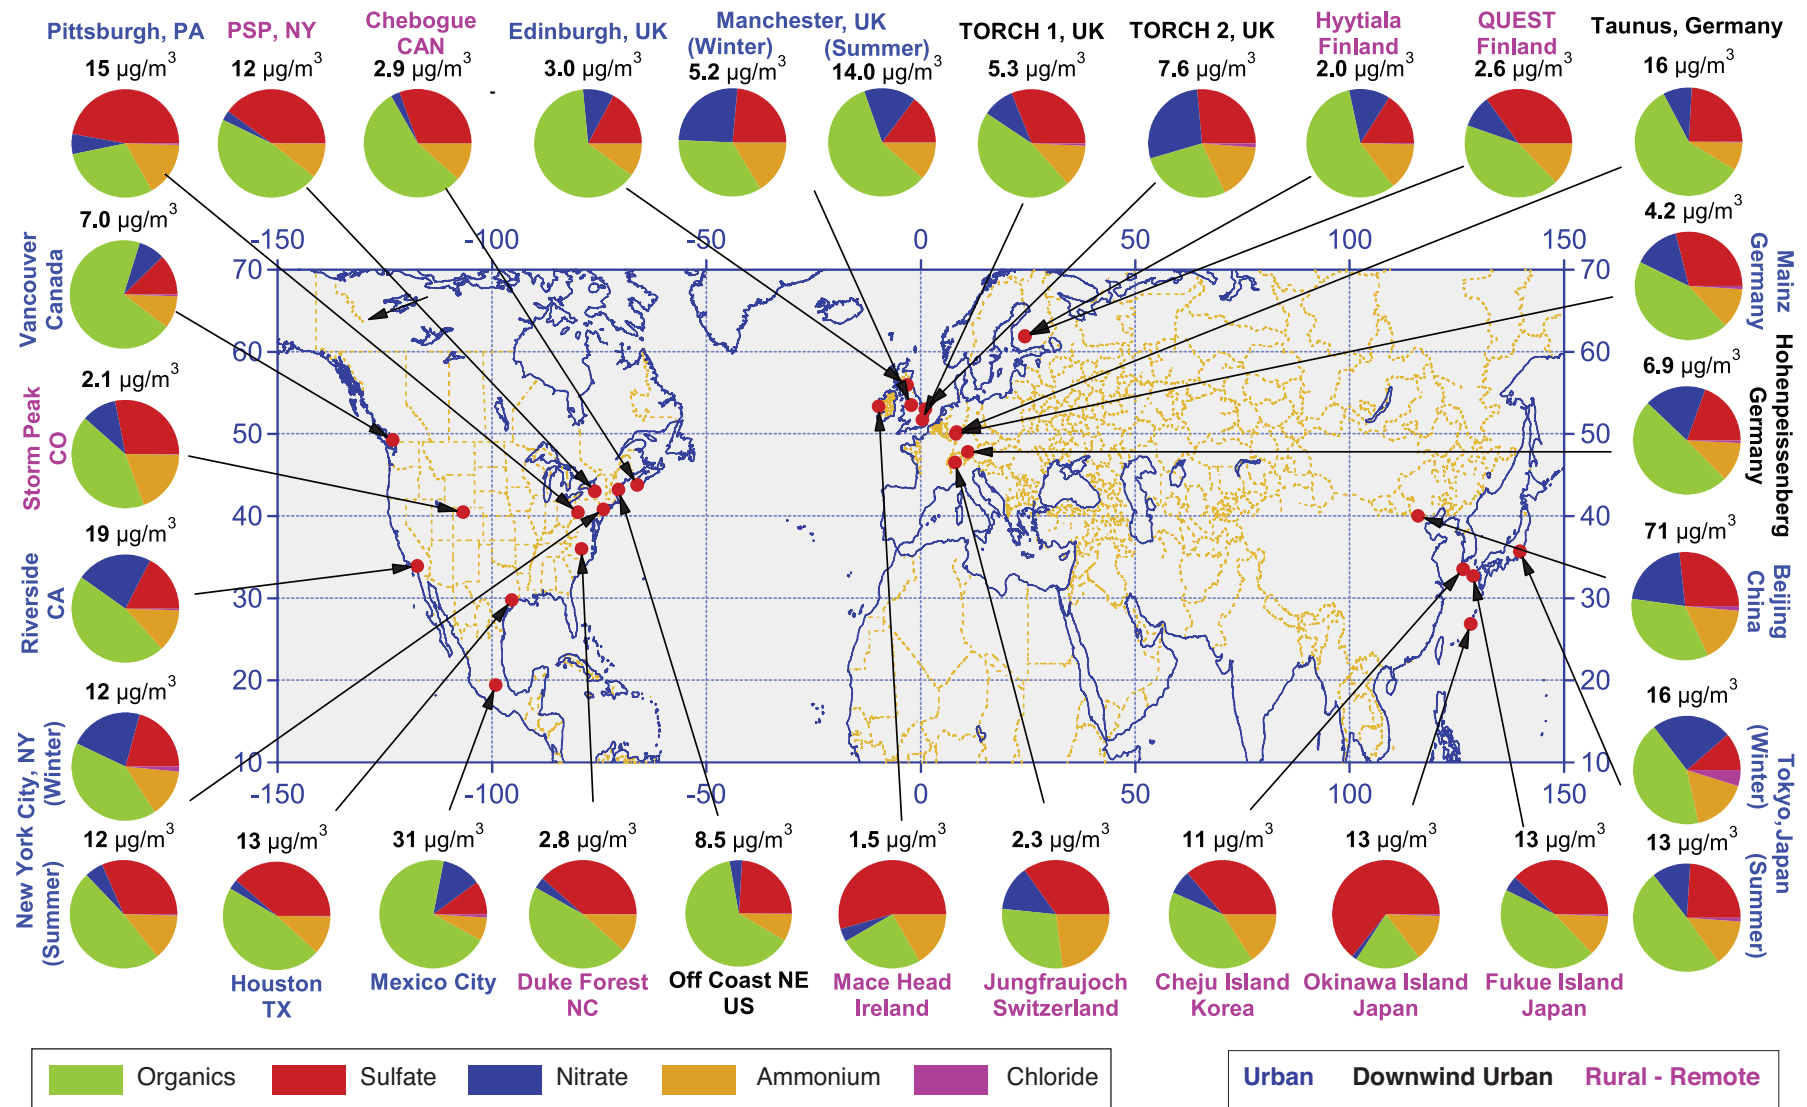 Pittsburgh, PA
15 µg/m3
PSP, NY
12 µg/m3
Chebogue
CAN
2.9 µg/m3
Edinburgh, UK
3.0 µg/m3
Manchester, UK
(Winter)
5.2 µg/m3
(Summer)
14.0 µg/m3
TORCH 1, UK
5.3 µg/m3
TORCH 2, UK
7.6 µg/m3
Hyytiala
Finland
2.0 µg/m3
QUEST
Finland
2.6 µg/m3
Taunus, Germany
16 µg/m3
Vancouver
Canada
7.0 µg/m3
Storm Peak
CO
2.1 µg/m3
Riverside
CA
19 µg/m3
New York City, NY
(Winter)
12 µg/m3
(Summer)
12 µg/m3
-150
-100
-50
0
50
100
150
70
60
50
40
30
20
10
70
60
50
40
30
20
10
-150
-100
-50
0
50
100
150
4.2 µg/m3
Mainz
Germany
6.9 µg/m3
Hohenpeissenberg
Germany
71 µg/m3
Beijing
China
16 µg/m3
Tokyo, Japan
(Winter)
13 µg/m3
(Summer)
13 µg/m3
Houston
TX
31 µg/m3
Mexico City
2.8 µg/m3
Duke Forest
NC
8.5 µg/m3
Off Coast NE
US
1.5 µg/m3
Mace Head
Ireland
2.3 µg/m3
Jungfraujoch
Switzerland
11 µg/m3
Cheju Island
Korea
13 µg/m3
Okinawa Island
Japan
13 µg/m3
Fukue Island
Japan
Organics
Sulfate
Nitrate
Ammonium
Chloride
Urban
Downwind Urban
Rural - Remote